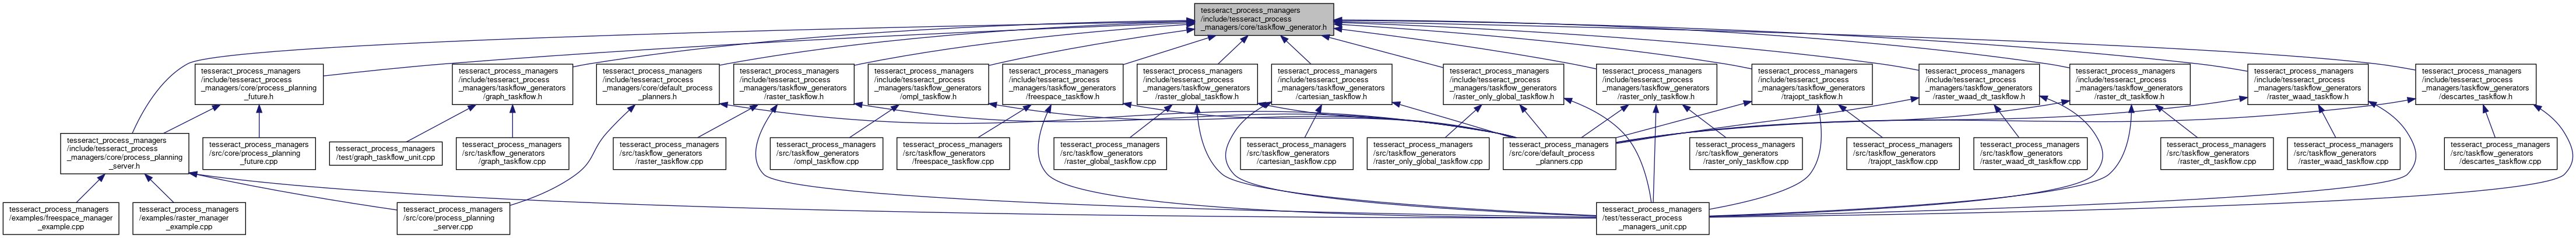 tesseract_process_managers
/include/tesseract_process
_managers/core/taskflow_generator.h
tesseract_process_managers
/include/tesseract_process
_managers/core/process_planning
_future.h
tesseract_process_managers
/include/tesseract_process
_managers/taskflow_generators
/graph_taskflow.h
tesseract_process_managers
/include/tesseract_process
_managers/core/default_process
_planners.h
tesseract_process_managers
/include/tesseract_process
_managers/taskflow_generators
/raster_taskflow.h
tesseract_process_managers
/include/tesseract_process
_managers/taskflow_generators
/ompl_taskflow.h
tesseract_process_managers
/include/tesseract_process
_managers/taskflow_generators
/freespace_taskflow.h
tesseract_process_managers
/include/tesseract_process
_managers/taskflow_generators
/raster_global_taskflow.h
tesseract_process_managers
/include/tesseract_process
_managers/taskflow_generators
/cartesian_taskflow.h
tesseract_process_managers
/include/tesseract_process
_managers/taskflow_generators
/raster_only_global_taskflow.h
tesseract_process_managers
/include/tesseract_process
_managers/taskflow_generators
/raster_only_taskflow.h
tesseract_process_managers
/include/tesseract_process
_managers/taskflow_generators
/trajopt_taskflow.h
tesseract_process_managers
/include/tesseract_process
_managers/taskflow_generators
/raster_waad_dt_taskflow.h
tesseract_process_managers
/include/tesseract_process
_managers/taskflow_generators
/raster_dt_taskflow.h
tesseract_process_managers
/include/tesseract_process
_managers/taskflow_generators
/raster_waad_taskflow.h
tesseract_process_managers
/include/tesseract_process
_managers/taskflow_generators
/descartes_taskflow.h
tesseract_process_managers
/include/tesseract_process
_managers/core/process_planning
_server.h
tesseract_process_managers
/src/core/process_planning
_future.cpp
tesseract_process_managers
/test/graph_taskflow_unit.cpp
tesseract_process_managers
/src/taskflow_generators
/graph_taskflow.cpp
tesseract_process_managers
/src/taskflow_generators
/raster_taskflow.cpp
tesseract_process_managers
/src/taskflow_generators
/ompl_taskflow.cpp
tesseract_process_managers
/src/taskflow_generators
/freespace_taskflow.cpp
tesseract_process_managers
/src/taskflow_generators
/raster_global_taskflow.cpp
tesseract_process_managers
/src/taskflow_generators
/cartesian_taskflow.cpp
tesseract_process_managers
/src/taskflow_generators
/raster_only_global_taskflow.cpp
tesseract_process_managers
/src/core/default_process
_planners.cpp
tesseract_process_managers
/src/taskflow_generators
/raster_only_taskflow.cpp
tesseract_process_managers
/src/taskflow_generators
/trajopt_taskflow.cpp
tesseract_process_managers
/src/taskflow_generators
/raster_waad_dt_taskflow.cpp
tesseract_process_managers
/src/taskflow_generators
/raster_dt_taskflow.cpp
tesseract_process_managers
/src/taskflow_generators
/raster_waad_taskflow.cpp
tesseract_process_managers
/src/taskflow_generators
/descartes_taskflow.cpp
tesseract_process_managers
/examples/freespace_manager
_example.cpp
tesseract_process_managers
/examples/raster_manager
_example.cpp
tesseract_process_managers
/src/core/process_planning
_server.cpp
tesseract_process_managers
/test/tesseract_process
_managers_unit.cpp